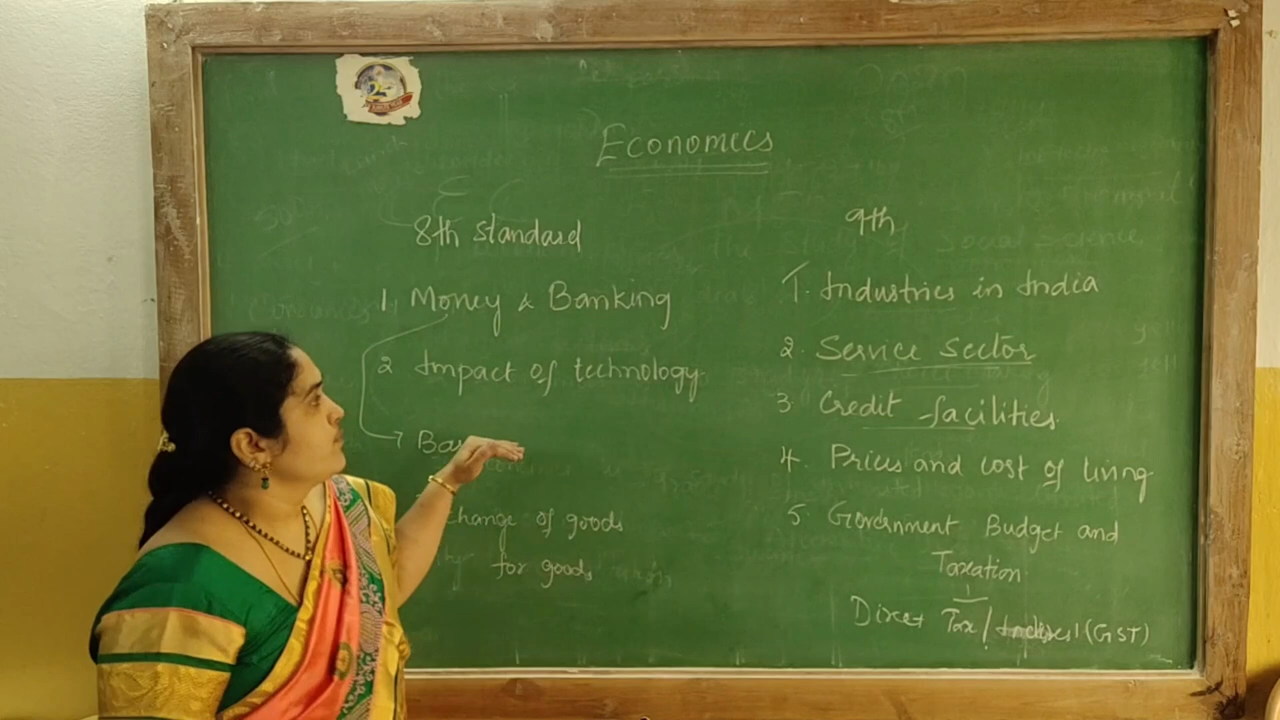 Economics
8th standard
1. Money & Banking
2 Impact of technology
change of goods
for goods
9th
1. Industries in India
2. Service Sector
3. Credit facilities
4. Prices and cost of living
5. Government Budget and
Taxation
Direct Tax / (GST)